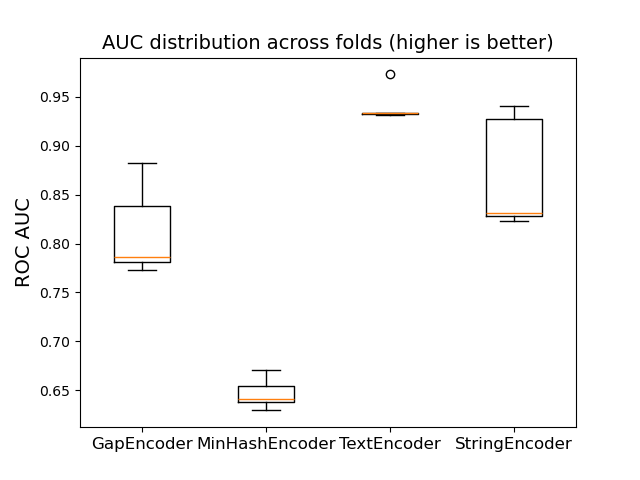 AUC distribution across folds (higher is better)
ROC AUC
0.95
0.90
0.85
0.80
0.75
0.70
0.65
GapEncoder MinHashEncoder TextEncoder StringEncoder